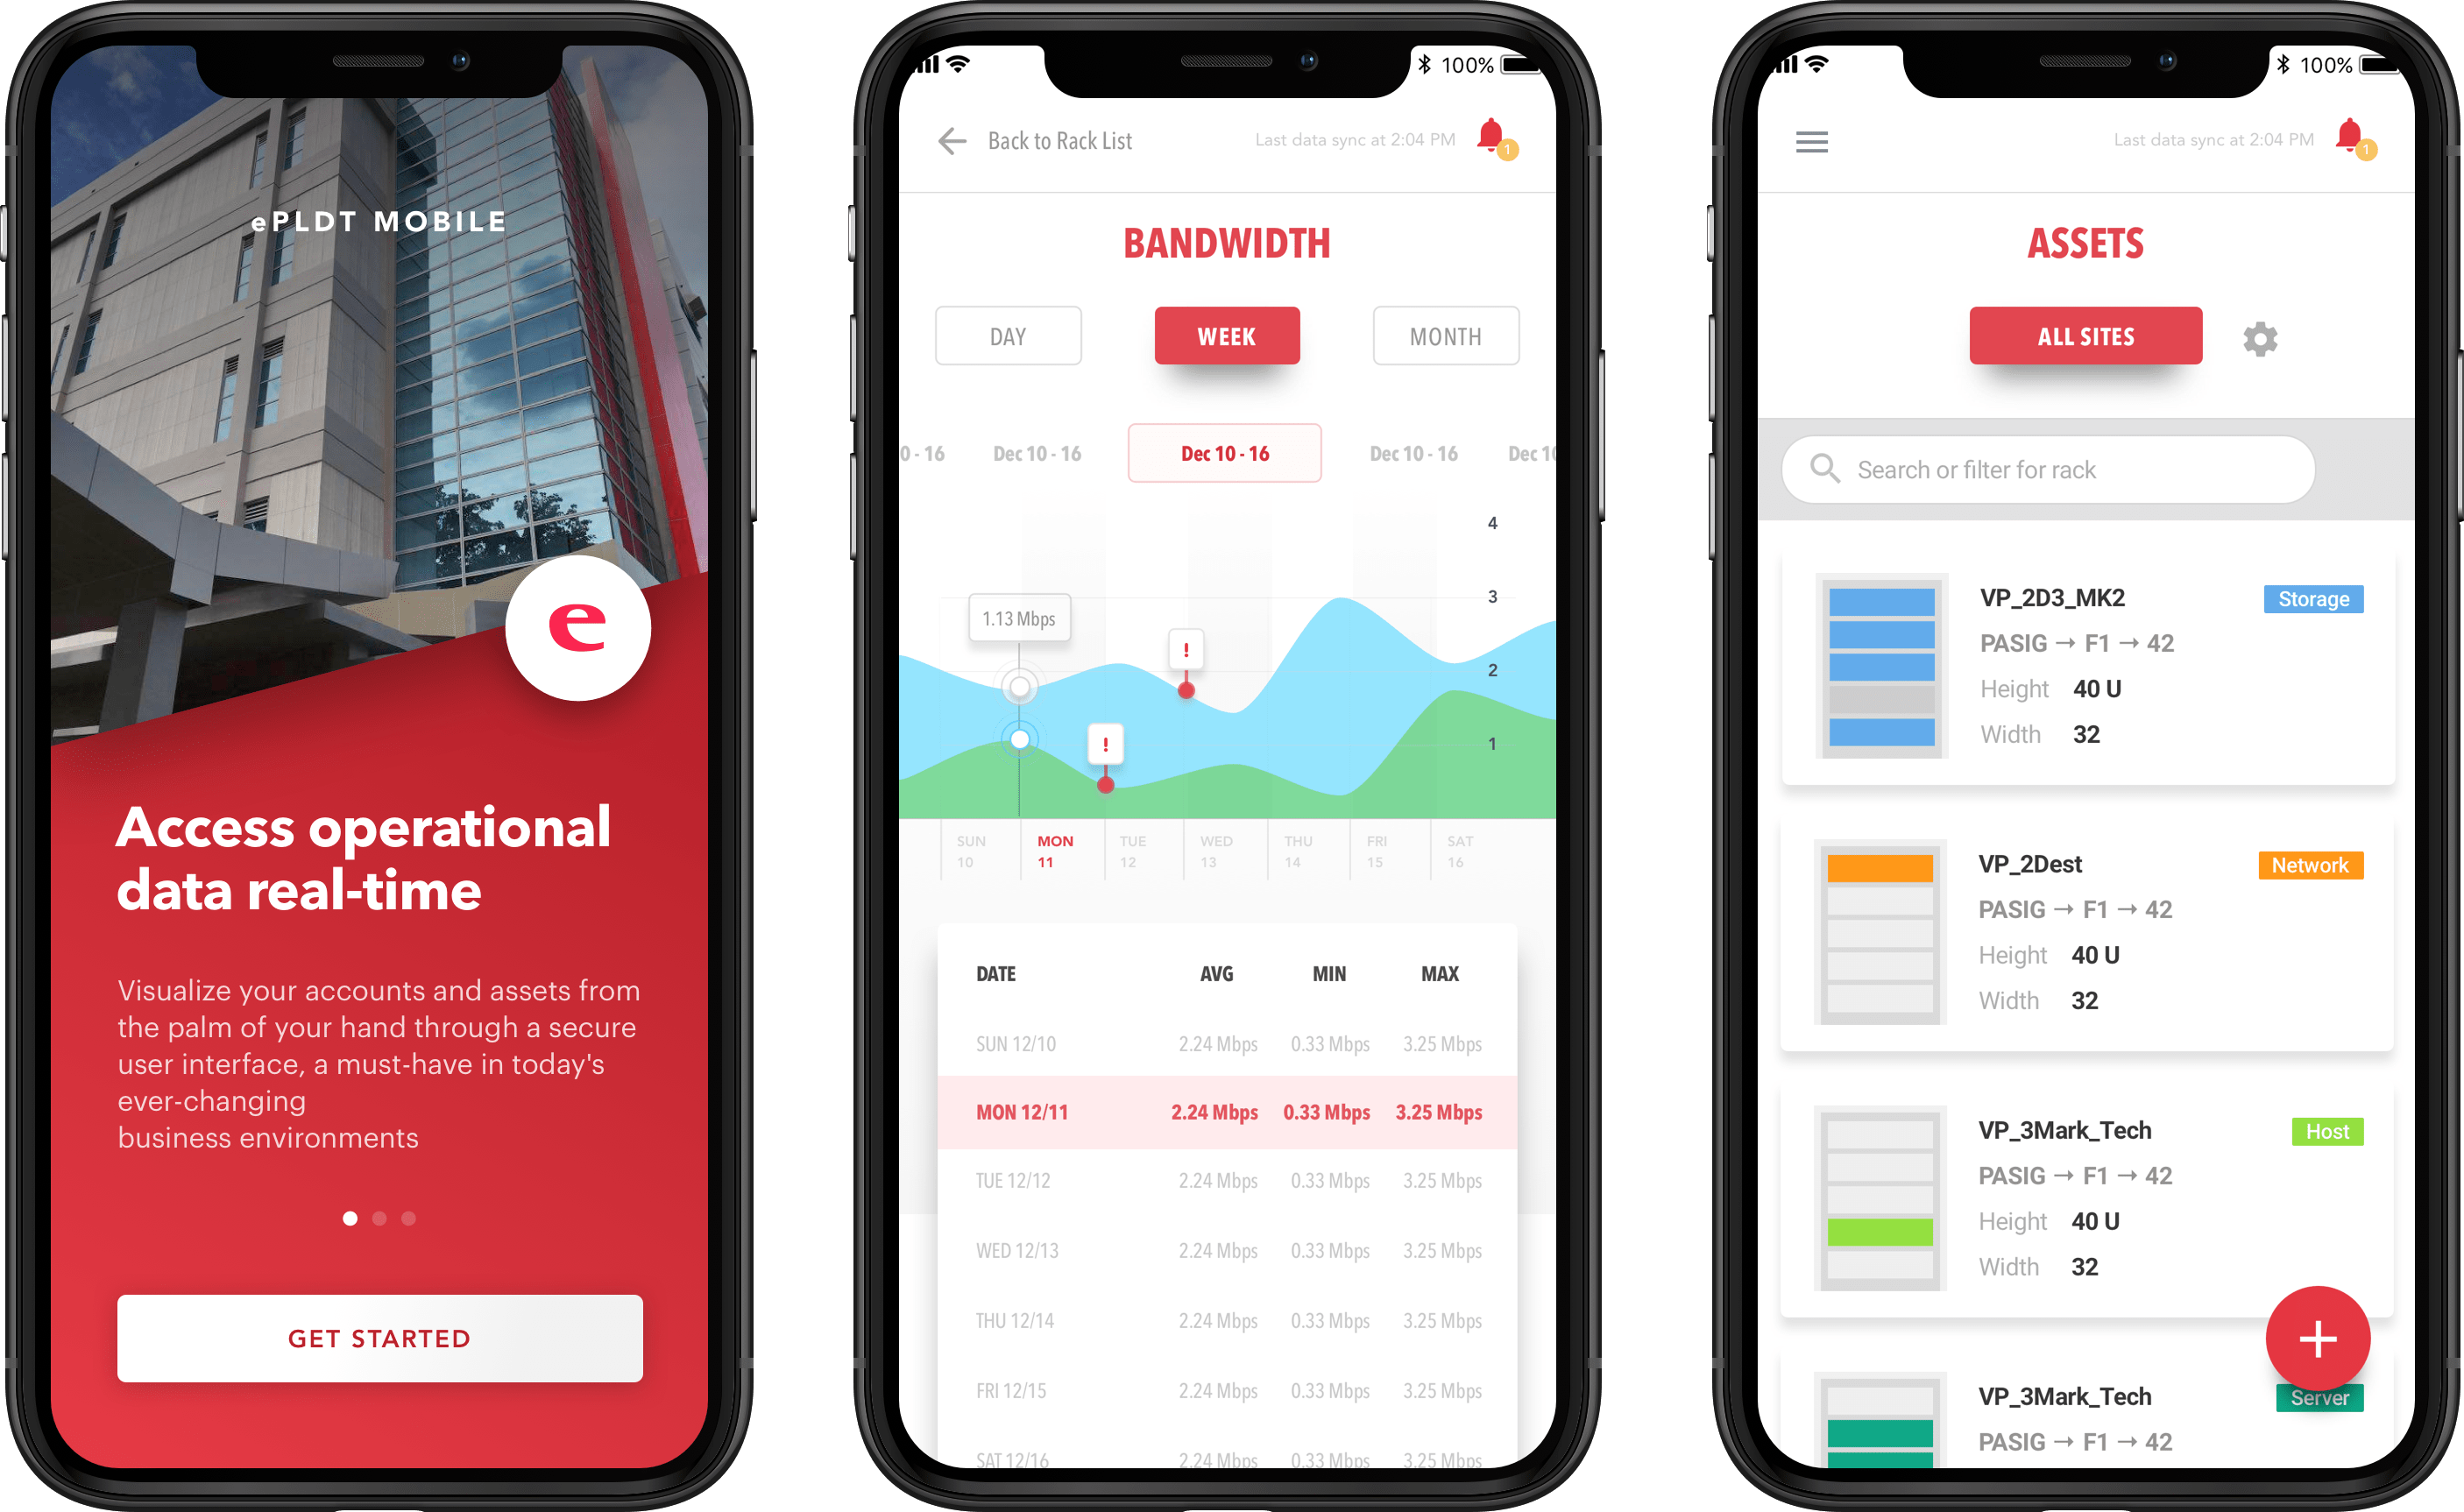 ePLDT MOBILE
e
Access operational
data real-time
Visualize your accounts and assets from
the palm of your hand through a secure
user interface, a must-have in today's
ever-changing
business environments
GET STARTED
100%
Back to Rack List
Last data sync at 2:04 PM
1
BANDWIDTH
DAY
WEEK
MONTH
0 - 16
Dec 10 - 16
Dec 10 - 16
Dec 10 - 16
Dec 10
4
3
2
1
1.13 Mbps
!
!
SUN MON TUE WED THU FRI SAT
10 11 12 13 14 15 16
DATE AVG MIN MAX
SUN 12/10 2.24 Mbps 0.33 Mbps 3.25 Mbps
MON 12/11 2.24 Mbps 0.33 Mbps 3.25 Mbps
TUE 12/12 2.24 Mbps 0.33 Mbps 3.25 Mbps
WED 12/13 2.24 Mbps 0.33 Mbps 3.25 Mbps
THU 12/14 2.24 Mbps 0.33 Mbps 3.25 Mbps
FRI 12/15 2.24 Mbps 0.33 Mbps 3.25 Mbps
SAT 12/16 2.24 Mbps 0.33 Mbps 3.25 Mbps
100%
Last data sync at 2:04 PM
1
ASSETS
ALL SITES
Search or filter for rack
VP_2D3_MK2 Storage
PASIG → F1 → 42
Height 40 U
Width 32
VP_2Dest Network
PASIG → F1 → 42
Height 40 U
Width 32
VP_3Mark_Tech Host
PASIG → F1 → 42
Height 40 U
Width 32
+
VP_3Mark_Tech Server
PASIG → F1 → 42